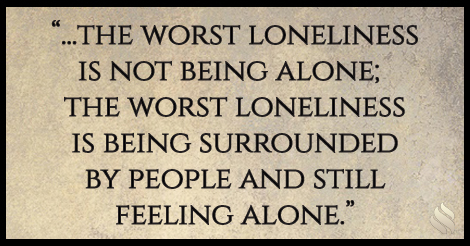 “...THE WORST LONELINESS
IS NOT BEING ALONE;
THE WORST LONELINESS
IS BEING SURROUNDED
BY PEOPLE AND STILL
FEELING ALONE.”